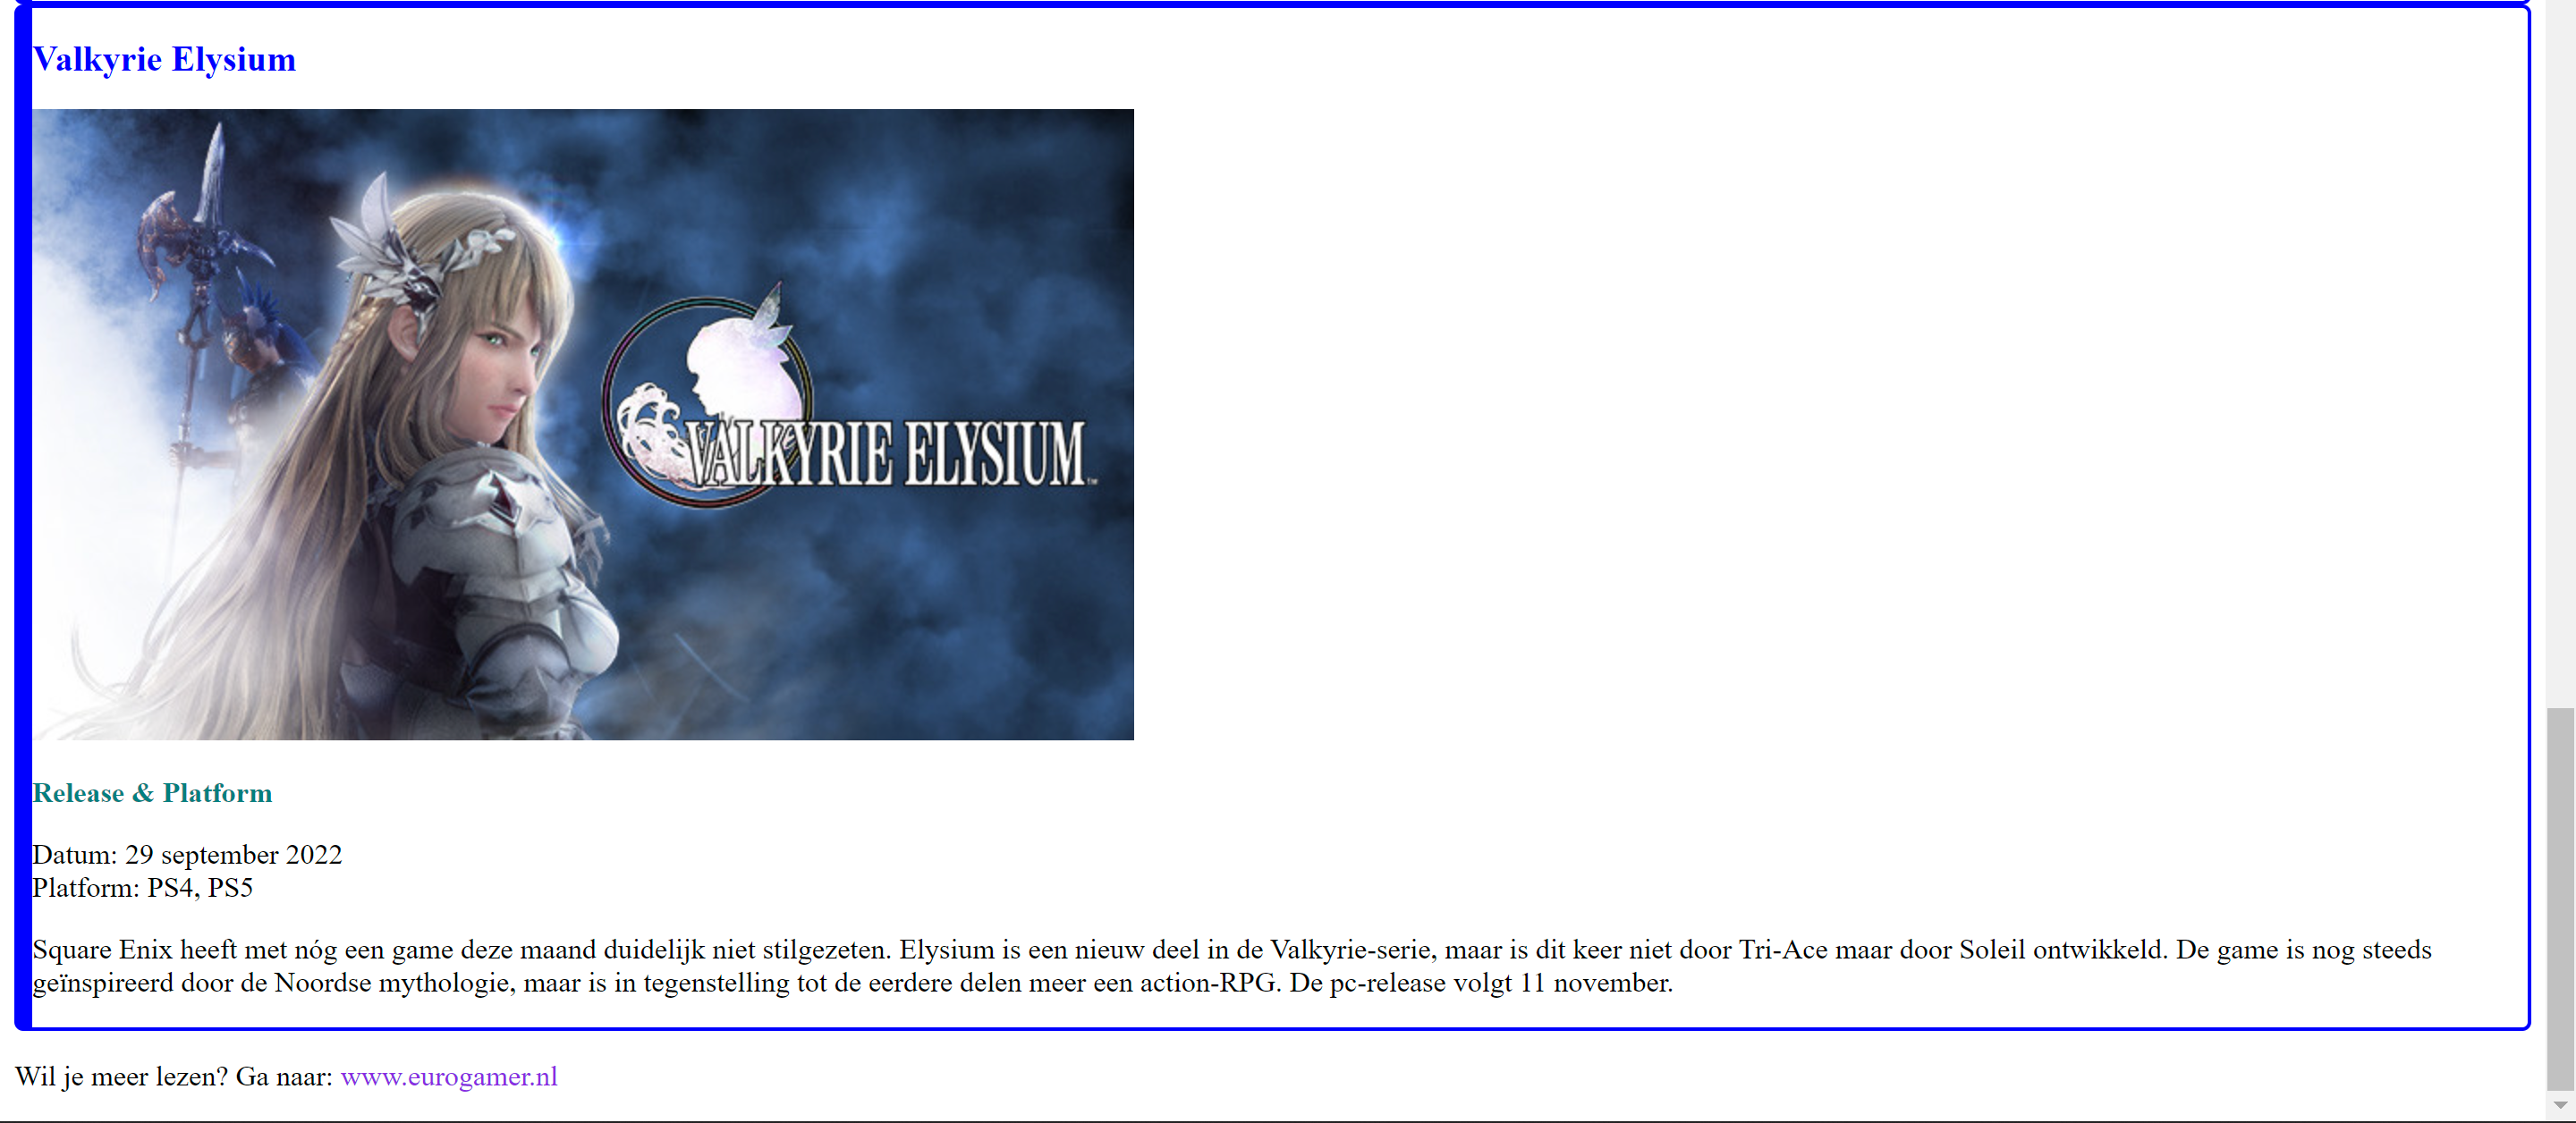 Valkyrie Elysium
VALKYRIE ELYSIUM™
Release & Platform
Datum: 29 september 2022
Platform: PS4, PS5
Square Enix heeft met nóg een game deze maand duidelijk niet stilgezeten. Elysium is een nieuw deel in de Valkyrie-serie, maar is dit keer niet door Tri-Ace maar door Soleil ontwikkeld. De game is nog steeds
geïnspireerd door de Noordse mythologie, maar is in tegenstelling tot de eerdere delen meer een action-RPG. De pc-release volgt 11 november.
Wil je meer lezen? Ga naar: www.eurogamer.nl